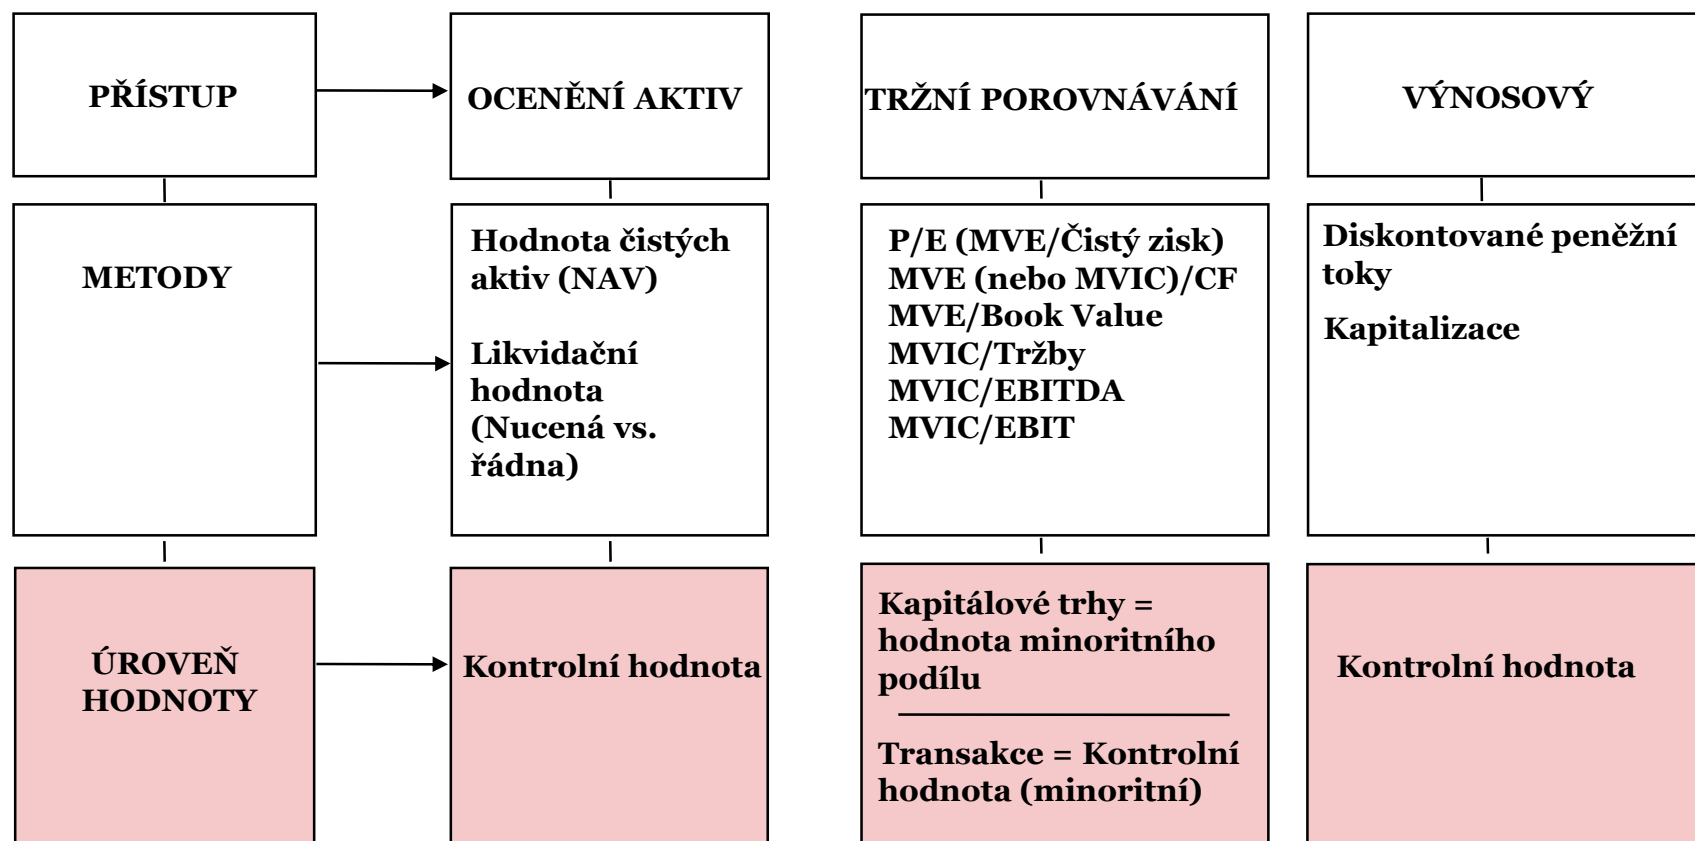 PŘÍSTUP
OCENĚNÍ AKTIV
TRŽNÍ POROVNÁVÁNÍ
VÝNOSOVÝ
METODY
Hodnota čistých
aktiv (NAV)
Likvidační
hodnota
(Nucená vs.
řádna)
P/E (MVE/Čistý zisk)
MVE (nebo MVIC)/CF
MVE/Book Value
MVIC/Tržby
MVIC/EBITDA
MVIC/EBIT
Diskontované peněžní
toky
Kapitalizace
ÚROVEŇ
HODNOTY
Kontrolní hodnota
Kapitálové trhy =
hodnota minoritního
podílu
Transakce = Kontrolní
hodnota (minoritní)
Kontrolní hodnota